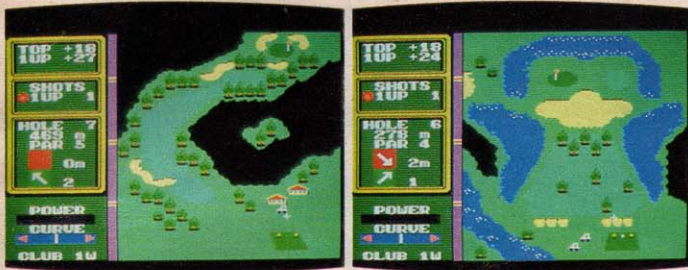 TOP +18
1UP +27
SHOTS
1UP 1
HOLE 7
469 m
PAR 5
0m
2
POWER
CURVE
CLUB 1W
TOP +18
1UP +24
SHOTS
1UP 1
HOLE 6
278 m
PAR 4
2m
1
POWER
CURVE
CLUB 1W